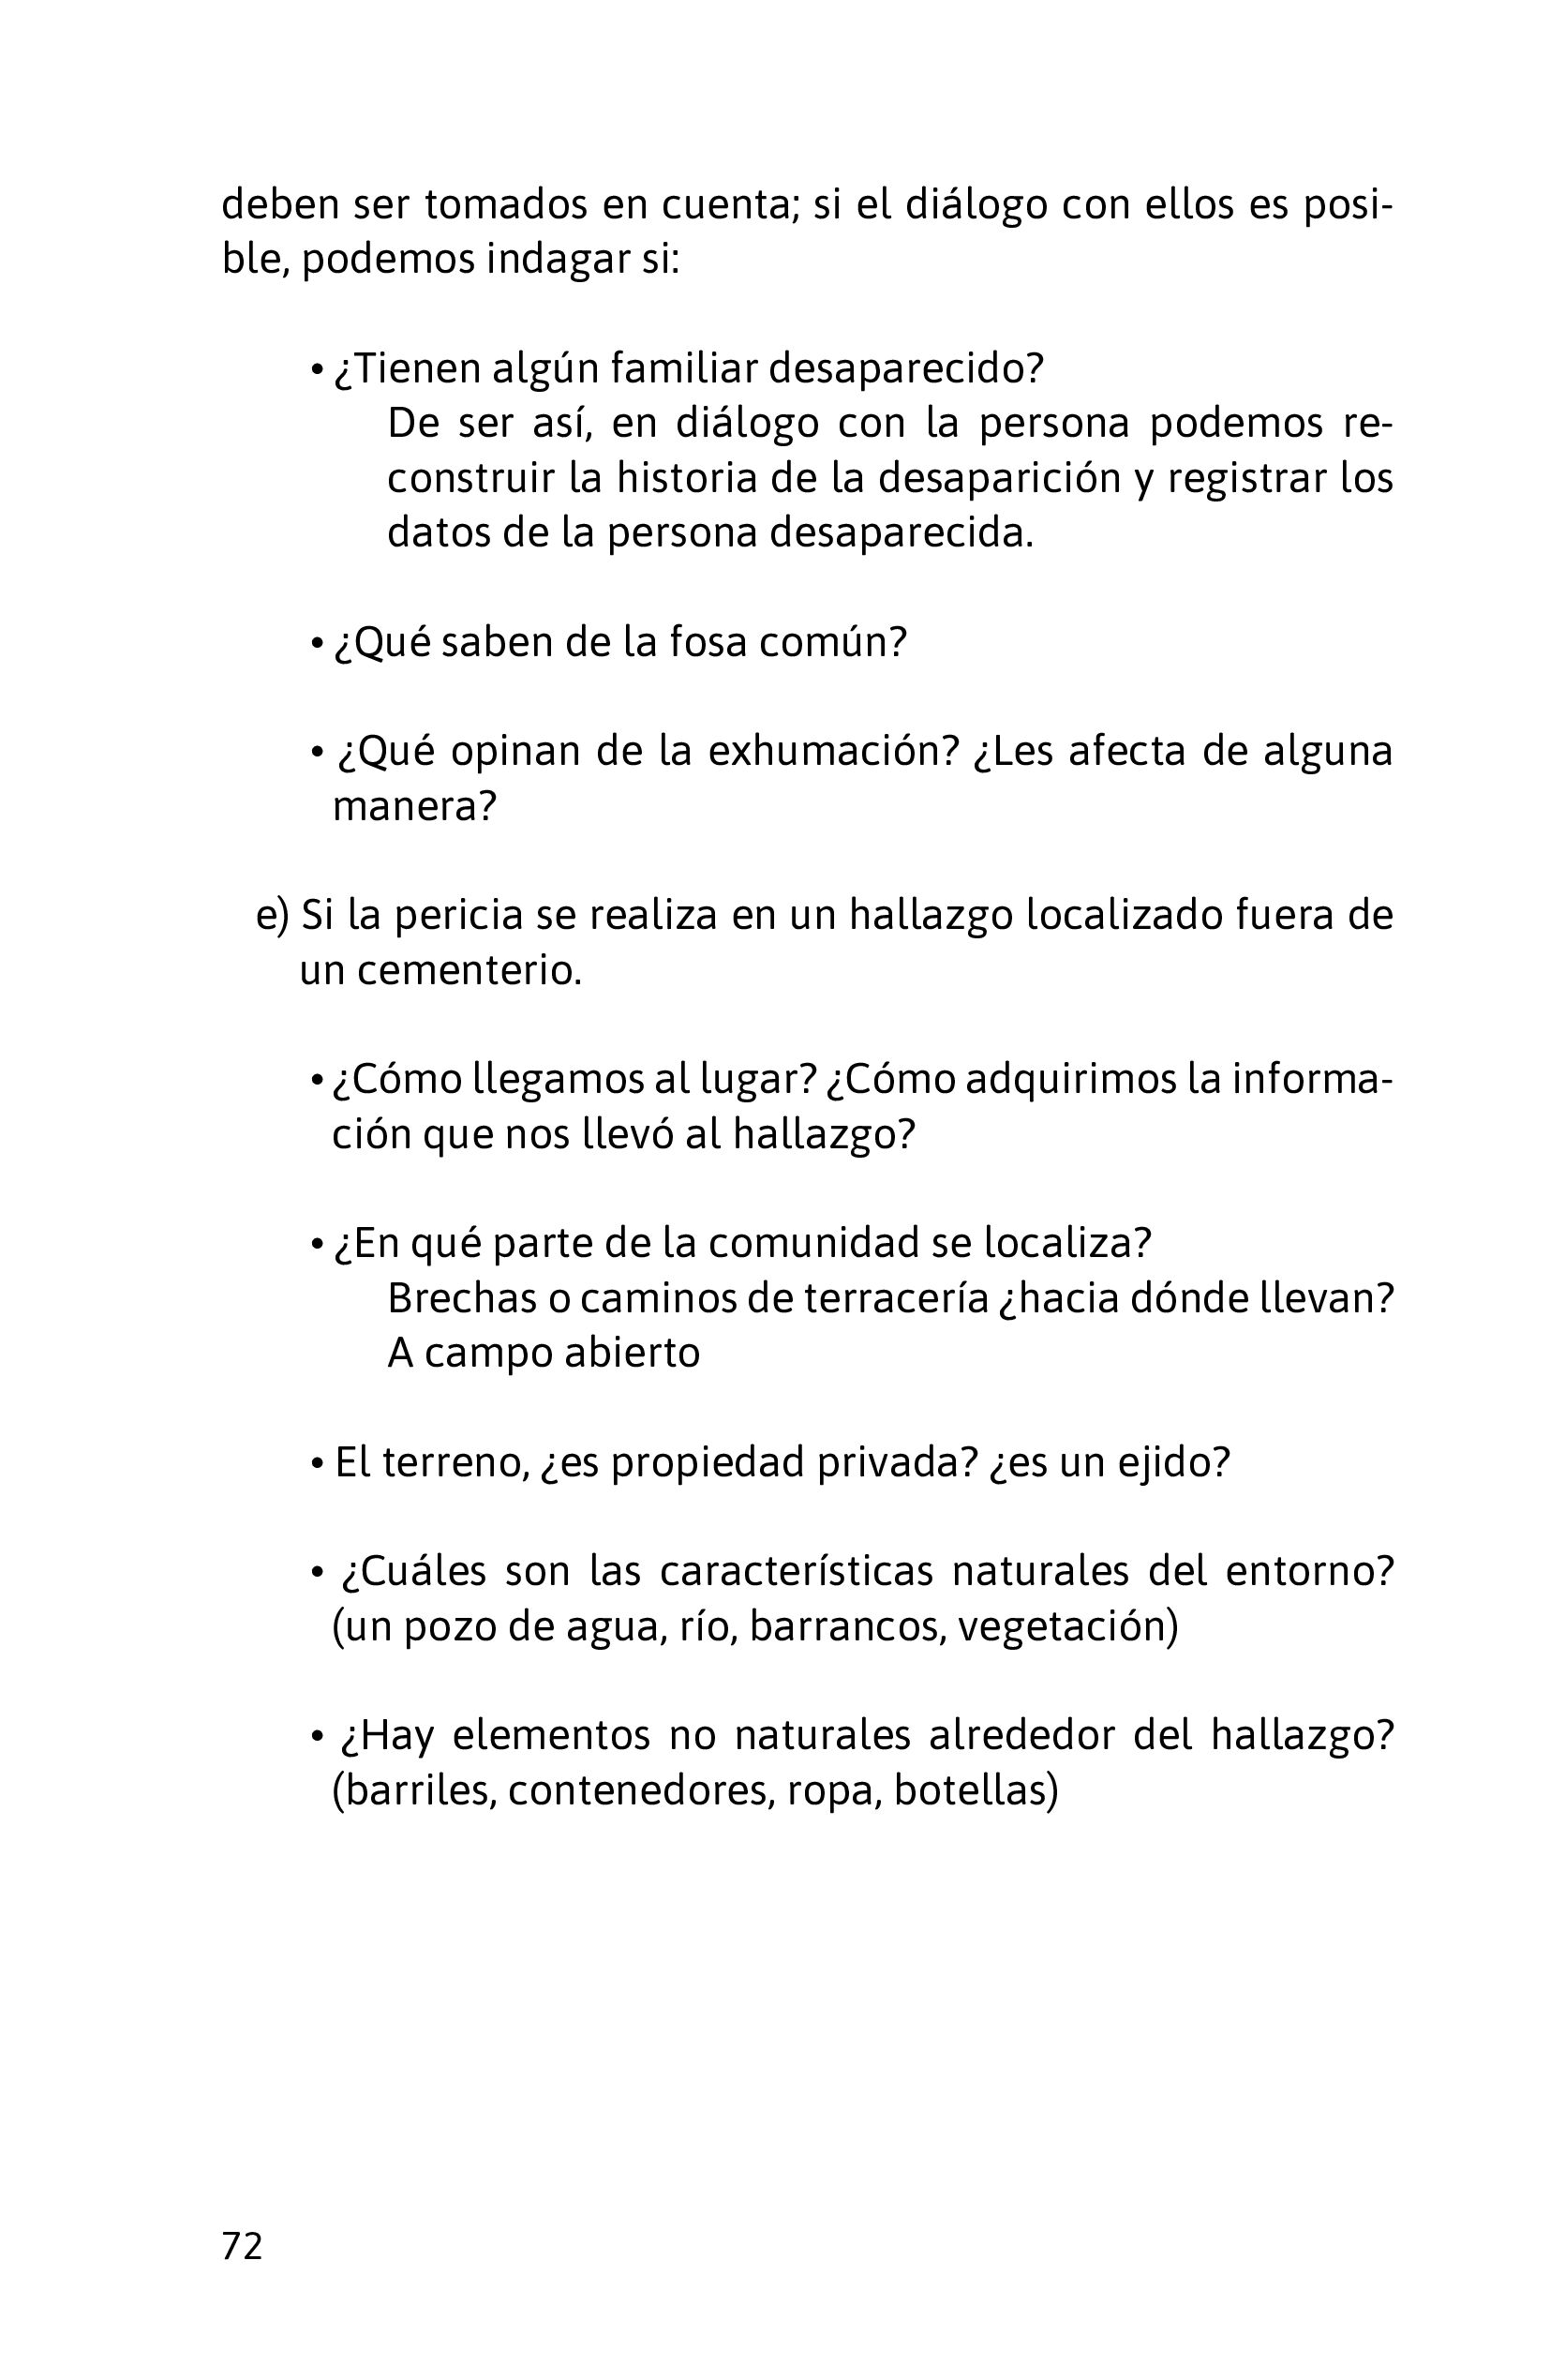 deben ser tomados en cuenta; si el diálogo con ellos es posi-
ble, podemos indagar si:
• ¿Tienen algún familiar desaparecido?
De ser así, en diálogo con la persona podemos re-
construir la historia de la desaparición y registrar los
datos de la persona desaparecida.
• ¿Qué saben de la fosa común?
• ¿Qué opinan de la exhumación? ¿Les afecta de alguna
manera?
e) Si la pericia se realiza en un hallazgo localizado fuera de
un cementerio.
• ¿Cómo llegamos al lugar? ¿Cómo adquirimos la informa-
ción que nos llevó al hallazgo?
• ¿En qué parte de la comunidad se localiza?
Brechas o caminos de terracería ¿hacia dónde llevan?
A campo abierto
• El terreno, ¿es propiedad privada? ¿es un ejido?
• ¿Cuáles son las características naturales del entorno?
(un pozo de agua, río, barrancos, vegetación)
• ¿Hay elementos no naturales alrededor del hallazgo?
(barriles, contenedores, ropa, botellas)
72